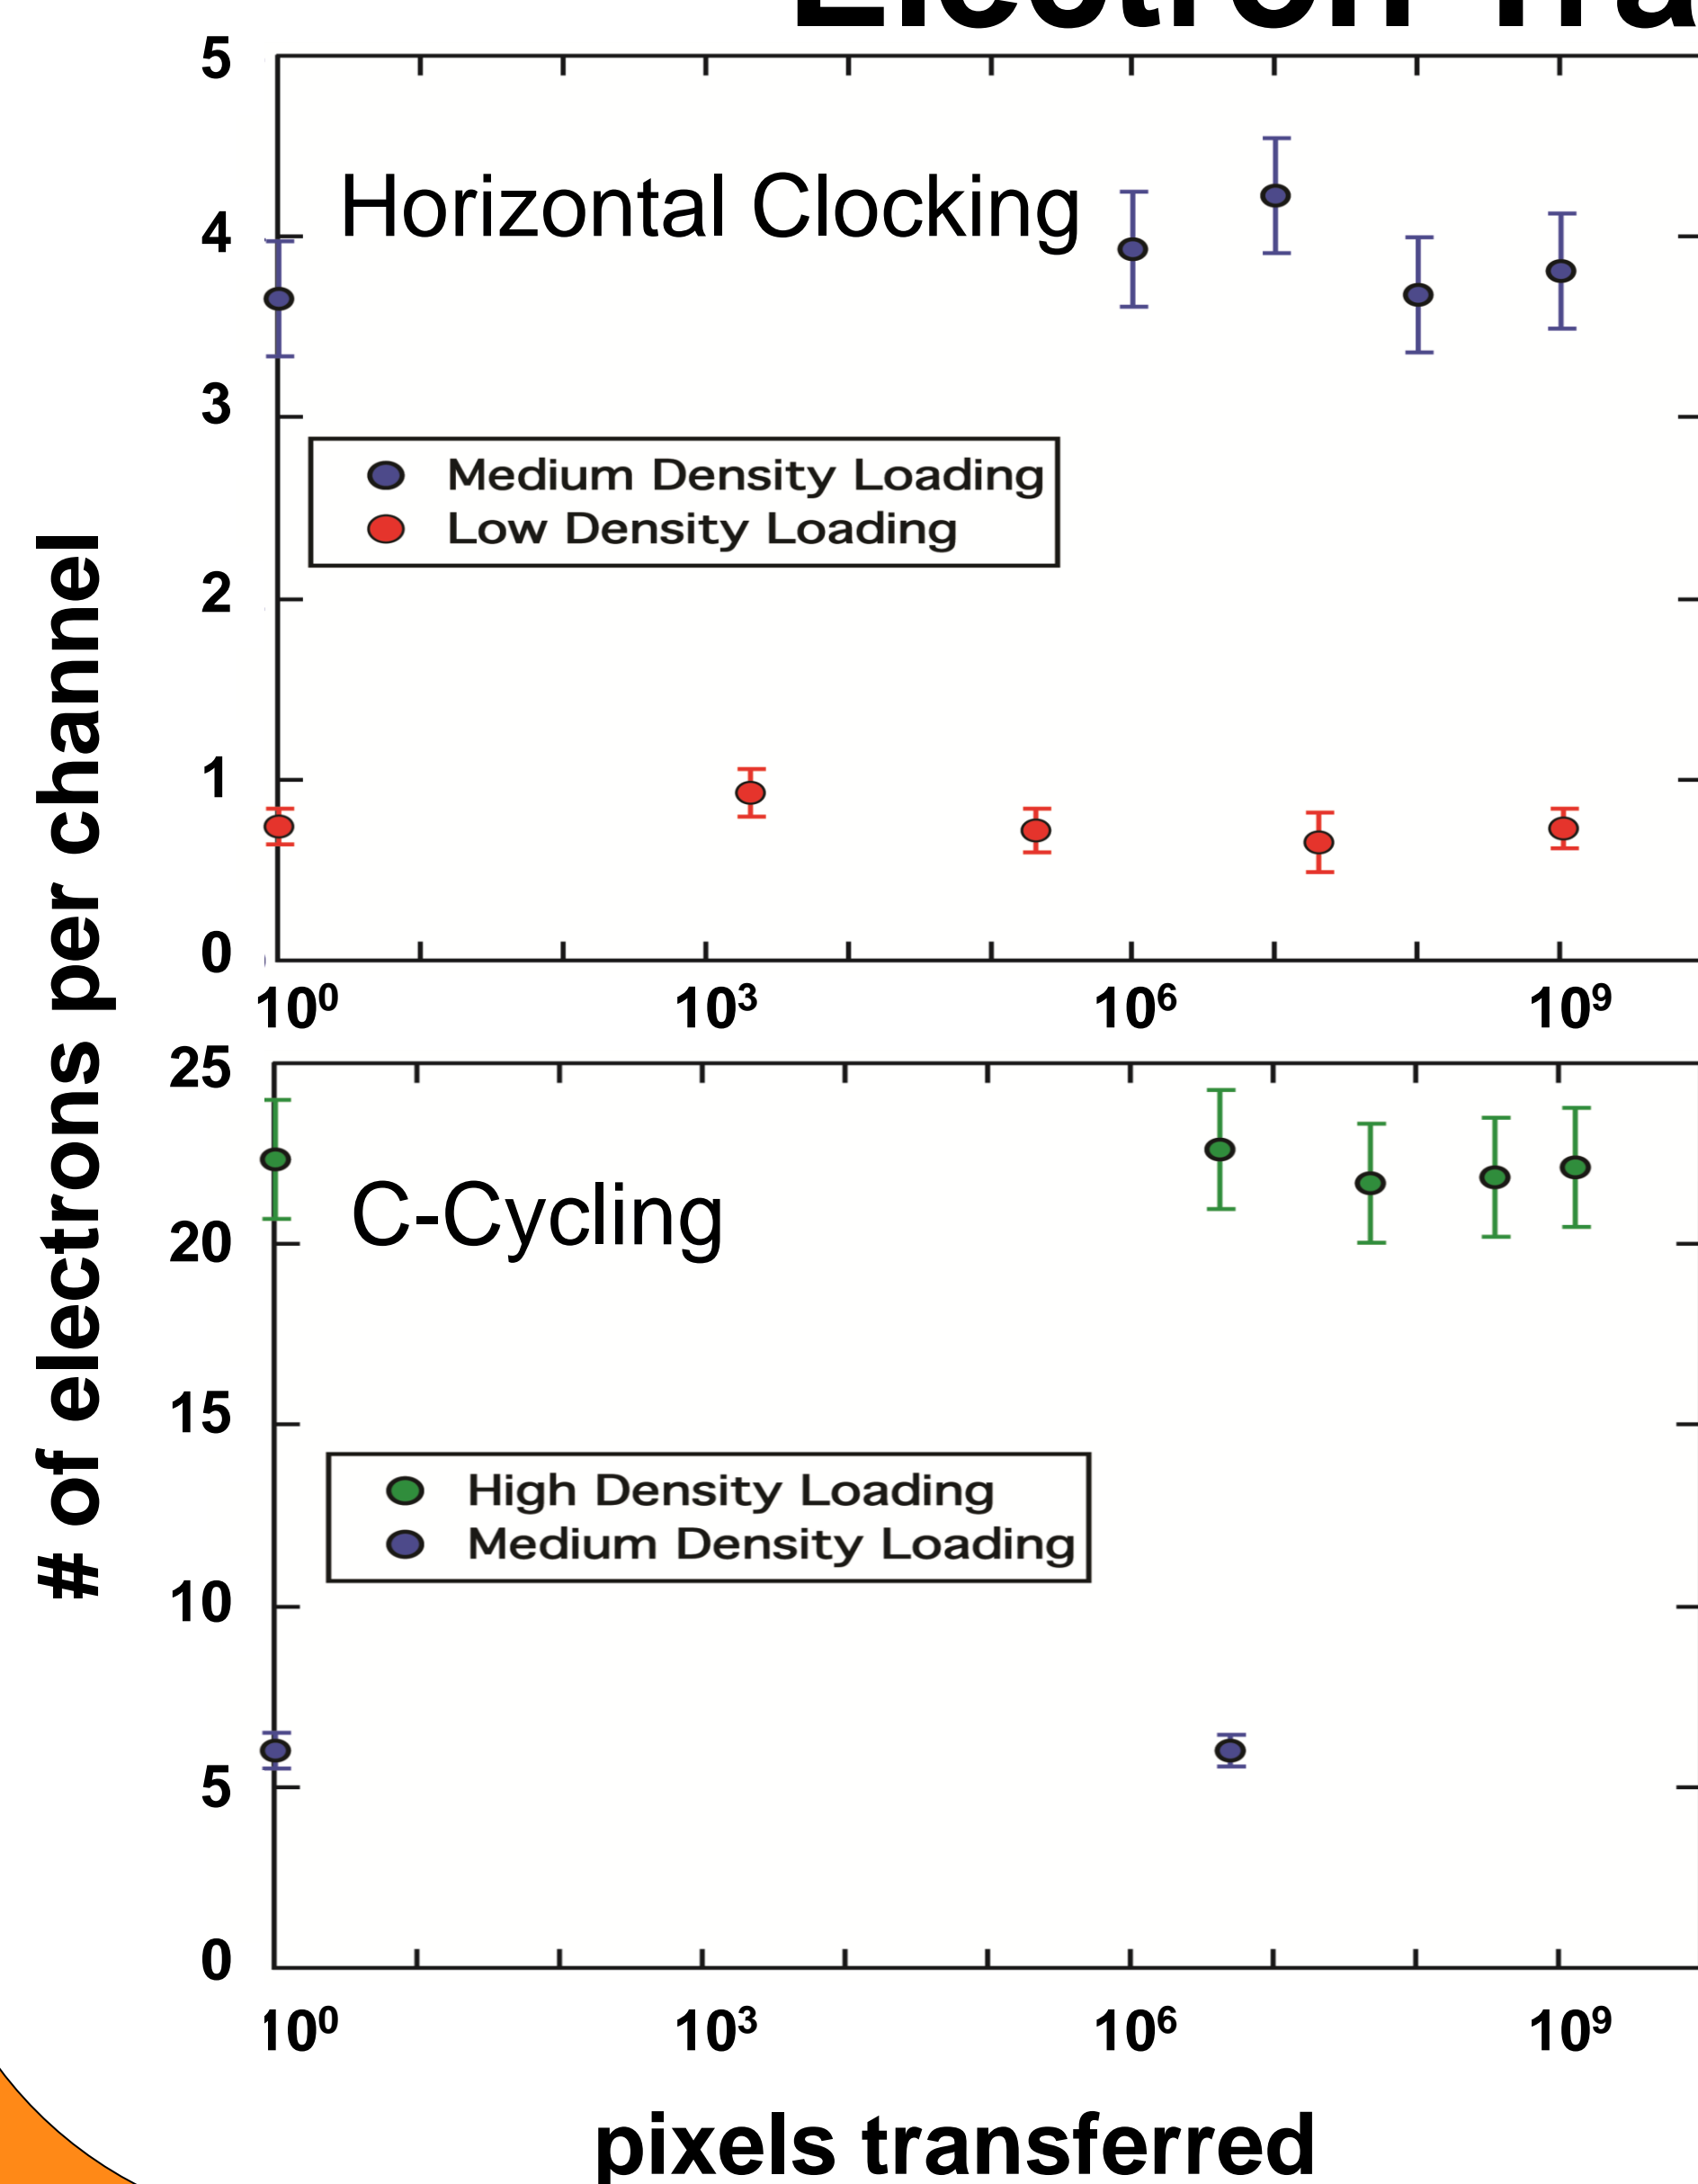 Electron Tra
5
4
3
2
1
0
Horizontal Clocking
Medium Density Loading
Low Density Loading
10⁰ 10³ 10⁶ 10⁹
# of electrons per channel
25
20
15
10
5
0
C-Cycling
High Density Loading
Medium Density Loading
10⁰ 10³ 10⁶ 10⁹
pixels transferred